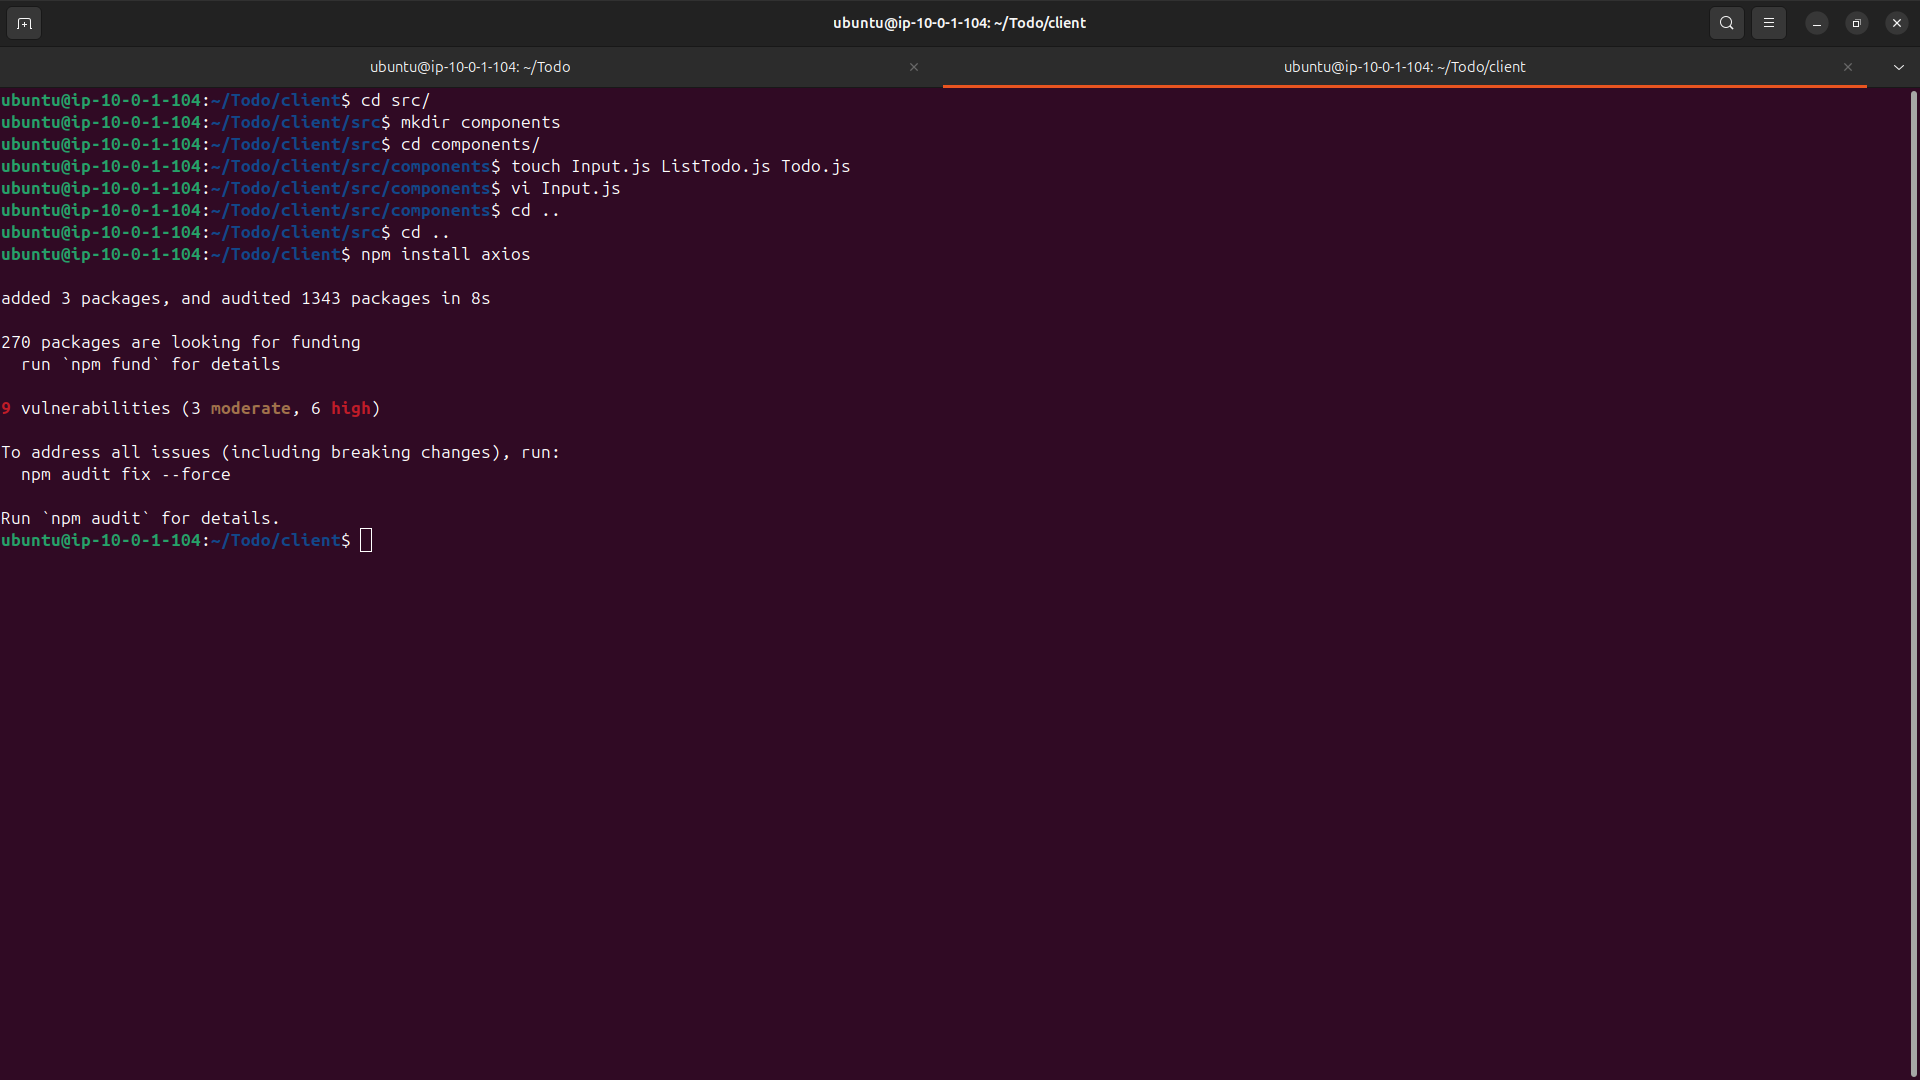 ubuntu@ip-10-0-1-104: ~/Todo/client
ubuntu@ip-10-0-1-104: ~/Todo
ubuntu@ip-10-0-1-104: ~/Todo/client
ubuntu@ip-10-0-1-104:~/Todo/client$ cd src/
ubuntu@ip-10-0-1-104:~/Todo/client/src$ mkdir components
ubuntu@ip-10-0-1-104:~/Todo/client/src$ cd components/
ubuntu@ip-10-0-1-104:~/Todo/client/src/components$ touch Input.js ListTodo.js Todo.js
ubuntu@ip-10-0-1-104:~/Todo/client/src/components$ vi Input.js
ubuntu@ip-10-0-1-104:~/Todo/client/src/components$ cd ..
ubuntu@ip-10-0-1-104:~/Todo/client/src$ cd ..
ubuntu@ip-10-0-1-104:~/Todo/client$ npm install axios
added 3 packages, and audited 1343 packages in 8s
270 packages are looking for funding
  run `npm fund` for details
9 vulnerabilities (3 moderate, 6 high)
To address all issues (including breaking changes), run:
  npm audit fix --force
Run `npm audit` for details.
ubuntu@ip-10-0-1-104:~/Todo/client$